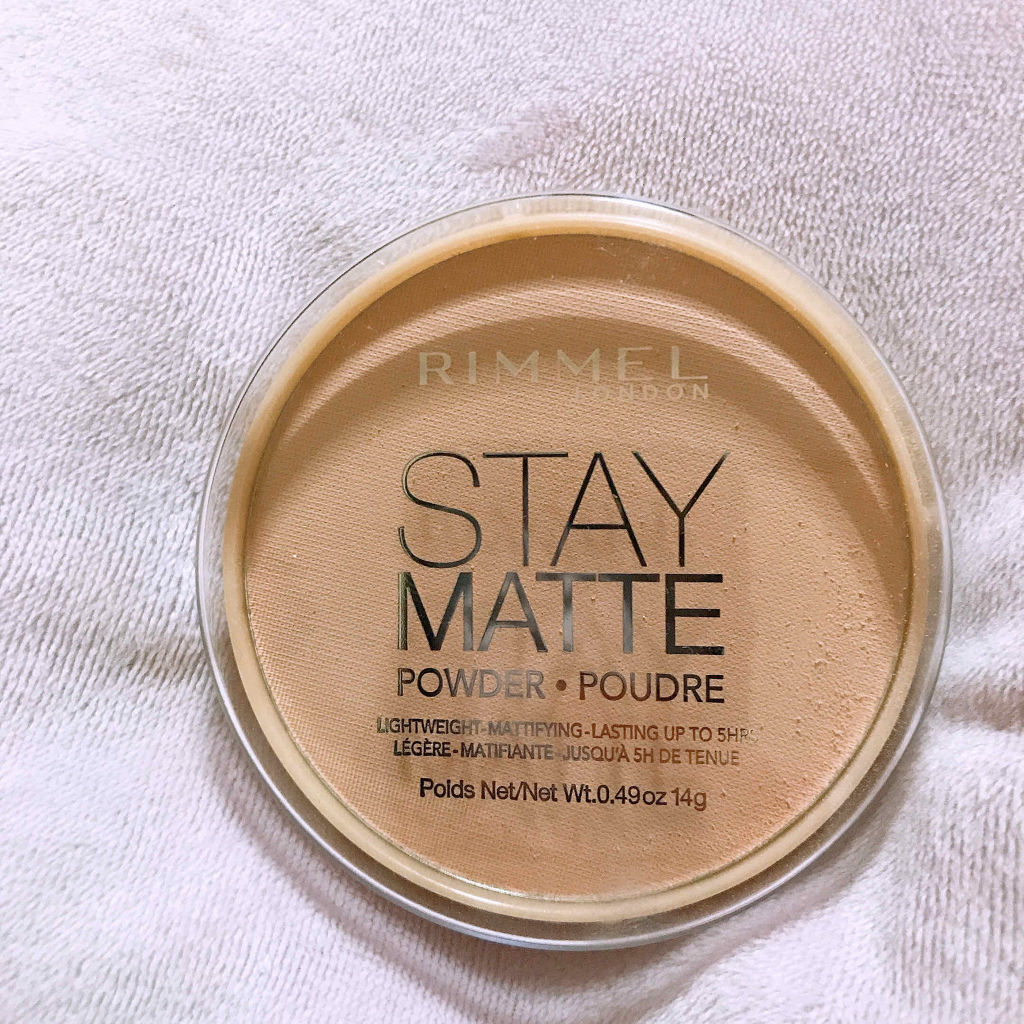 RIMMEL
LONDON
STAY
MATTE
POWDER • POUDRE
LIGHTWEIGHT-MATTIFYING-LASTING UP TO 5HRS
LÉGÈRE-MATIFIANTE-JUSQU'À 5H DE TENUE
Poids Net/Net Wt.0.49oz 14g